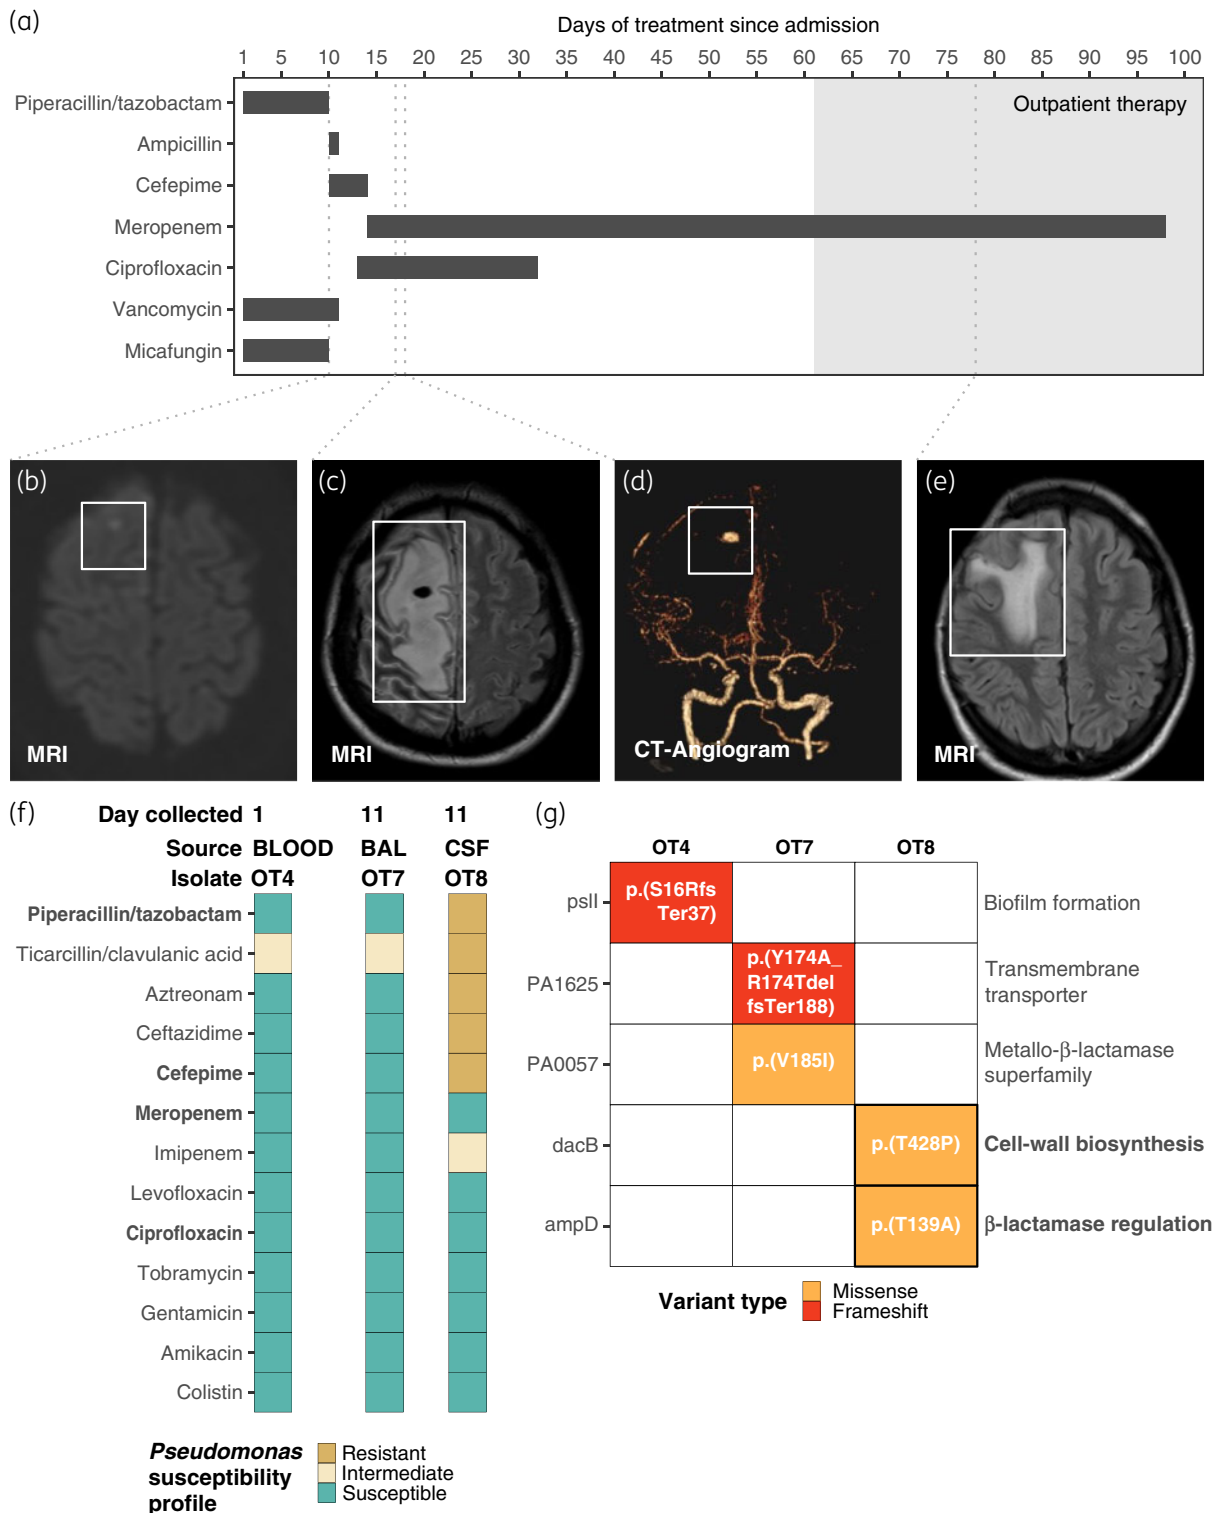 (a)
Days of treatment since admission
1 5 10 15 20 25 30 35 40 45 50 55 60 65 70 75 80 85 90 95 100
Piperacillin/tazobactam
Outpatient therapy
Ampicillin
Cefepime
Meropenem
Ciprofloxacin
Vancomycin
Micafungin
(b)
MRI
(c)
MRI
(d)
CT-Angiogram
(e)
MRI
(f)
Day collected 1 11 11
Source BLOOD BAL CSF
Isolate OT4 OT7 OT8
Piperacillin/tazobactam
Ticarcillin/clavulanic acid
Aztreonam
Ceftazidime
Cefepime
Meropenem
Imipenem
Levofloxacin
Ciprofloxacin
Tobramycin
Gentamicin
Amikacin
Colistin
Pseudomonas
susceptibility
profile
Resistant
Intermediate
Susceptible
(g)
OT4 OT7 OT8
pslI
p.(S16Rfs
Ter37)
Biofilm formation
PA1625
p.(Y174A_
R174Tdel
fsTer188)
Transmembrane
transporter
PA0057
p.(V185I)
Metallo-β-lactamase
superfamily
dacB
p.(T428P)
Cell-wall biosynthesis
ampD
p.(T139A)
β-lactamase regulation
Variant type
Missense
Frameshift